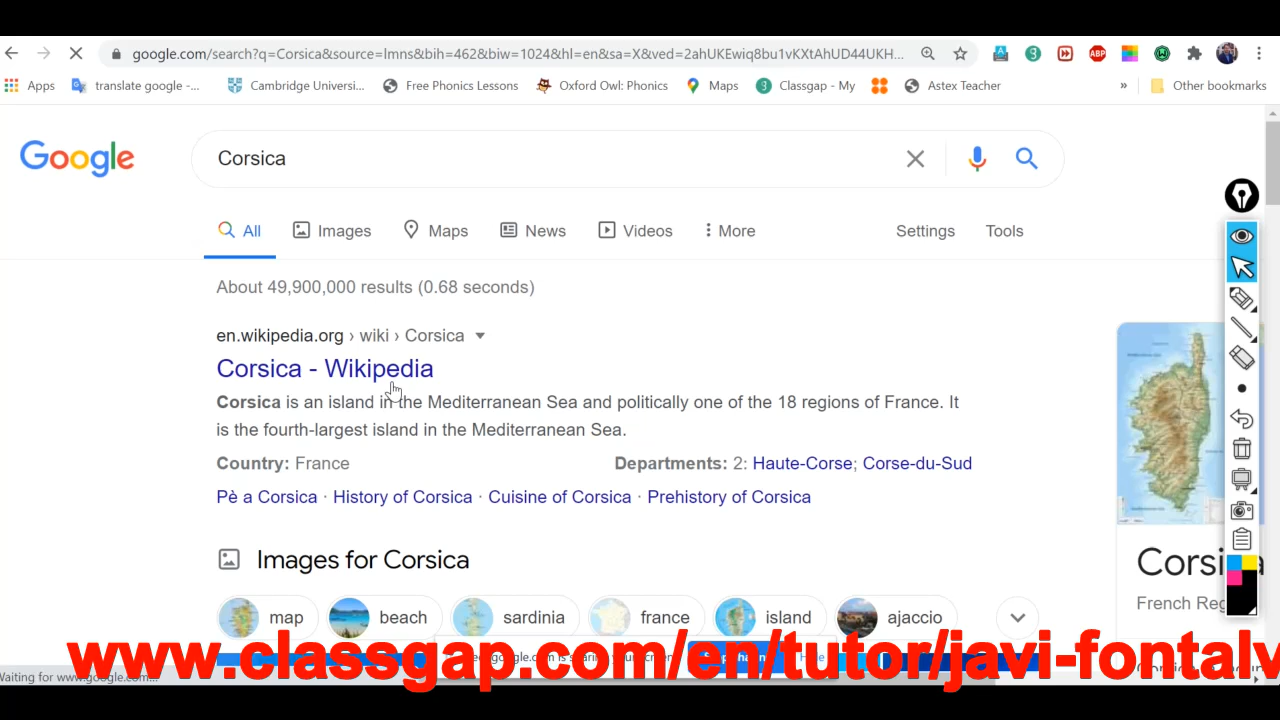 google.com/search?q=Corsica&source=lmns&bih=462&biw=1024&hl=en&sa=X&ved=2ahUKEwiq8bu1vKXtAhUD44UKH...
Apps translate google -... Cambridge Universi... Free Phonics Lessons Oxford Owl: Phonics Maps Classgap - My Astex Teacher » Other bookmarks
Google Corsica
All Images Maps News Videos More Settings Tools
About 49,900,000 results (0.68 seconds)
en.wikipedia.org › wiki › Corsica
Corsica - Wikipedia
Corsica is an island in the Mediterranean Sea and politically one of the 18 regions of France. It
is the fourth-largest island in the Mediterranean Sea.
Country: France Departments: 2: Haute-Corse; Corse-du-Sud
Pè a Corsica · History of Corsica · Cuisine of Corsica · Prehistory of Corsica
Images for Corsica
map beach sardinia france island ajaccio
French Reg
www.classgap.com/en/tutor/javi-fontalv
Waiting for www.google.com...
ABP